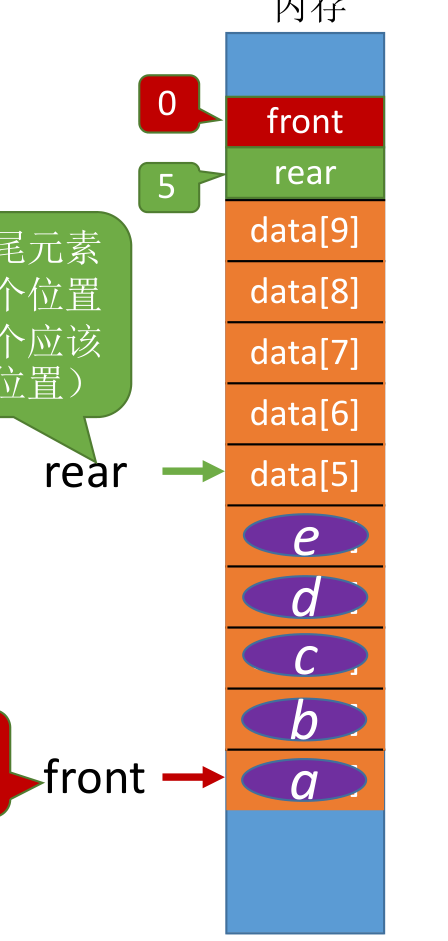 内存
0
front
5
rear
data[9]
尾元素
data[8]
个位置
data[7]
个应该
位置）
data[6]
rear
data[5]
e
d
c
b
front
a